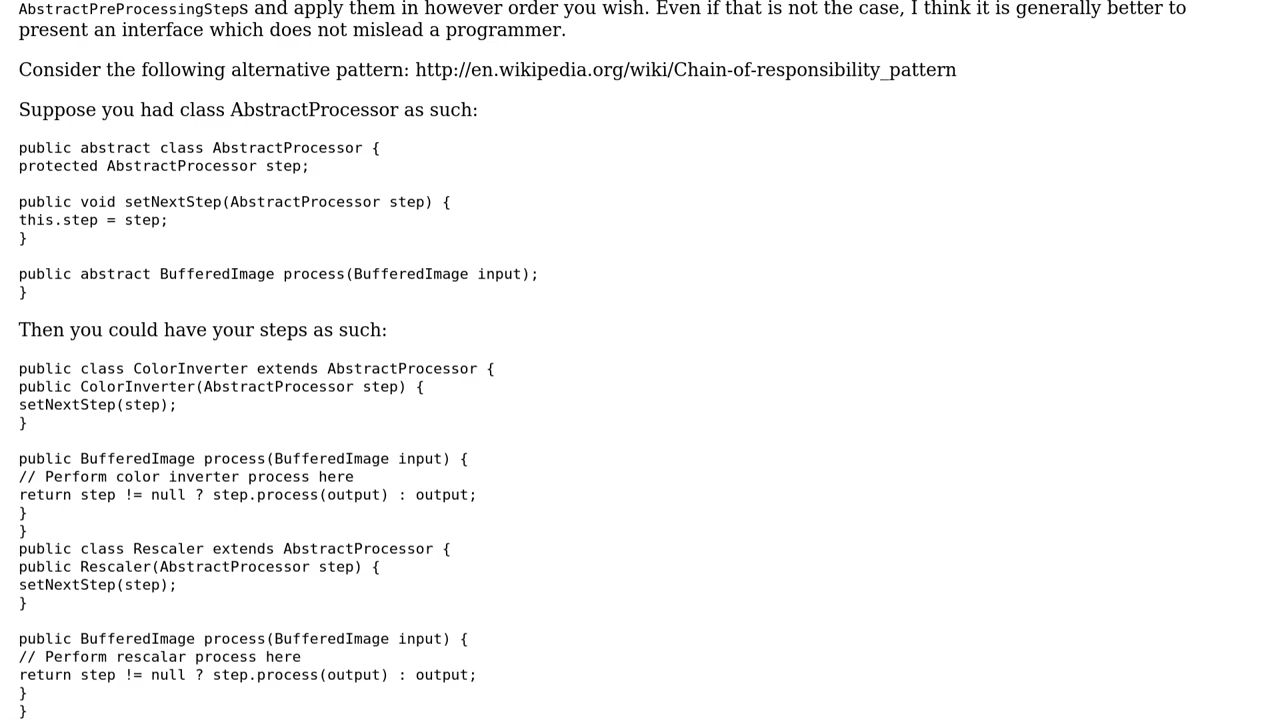 AbstractPreProcessingSteps and apply them in however order you wish. Even if that is not the case, I think it is generally better to
present an interface which does not mislead a programmer.
Consider the following alternative pattern: http://en.wikipedia.org/wiki/Chain-of-responsibility_pattern
Suppose you had class AbstractProcessor as such:
public abstract class AbstractProcessor {
protected AbstractProcessor step;
public void setNextStep(AbstractProcessor step) {
this.step = step;
}
public abstract BufferedImage process(BufferedImage input);
}
Then you could have your steps as such:
public class ColorInverter extends AbstractProcessor {
public ColorInverter(AbstractProcessor step) {
setNextStep(step);
}
public BufferedImage process(BufferedImage input) {
// Perform color inverter process here
return step != null ? step.process(output) : output;
}
}
public class Rescaler extends AbstractProcessor {
public Rescaler(AbstractProcessor step) {
setNextStep(step);
}
public BufferedImage process(BufferedImage input) {
// Perform rescalar process here
return step != null ? step.process(output) : output;
}
}